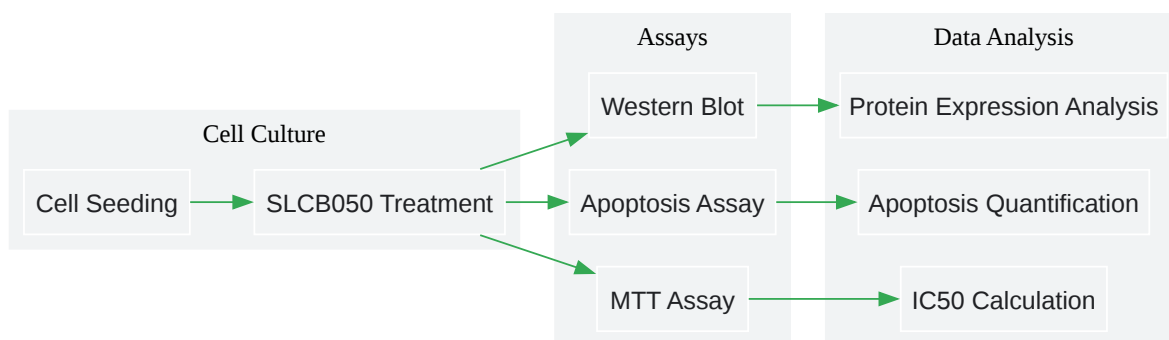 Cell Culture
Cell Seeding
SLCB050 Treatment
Assays
Western Blot
Apoptosis Assay
MTT Assay
Data Analysis
Protein Expression Analysis
Apoptosis Quantification
IC50 Calculation